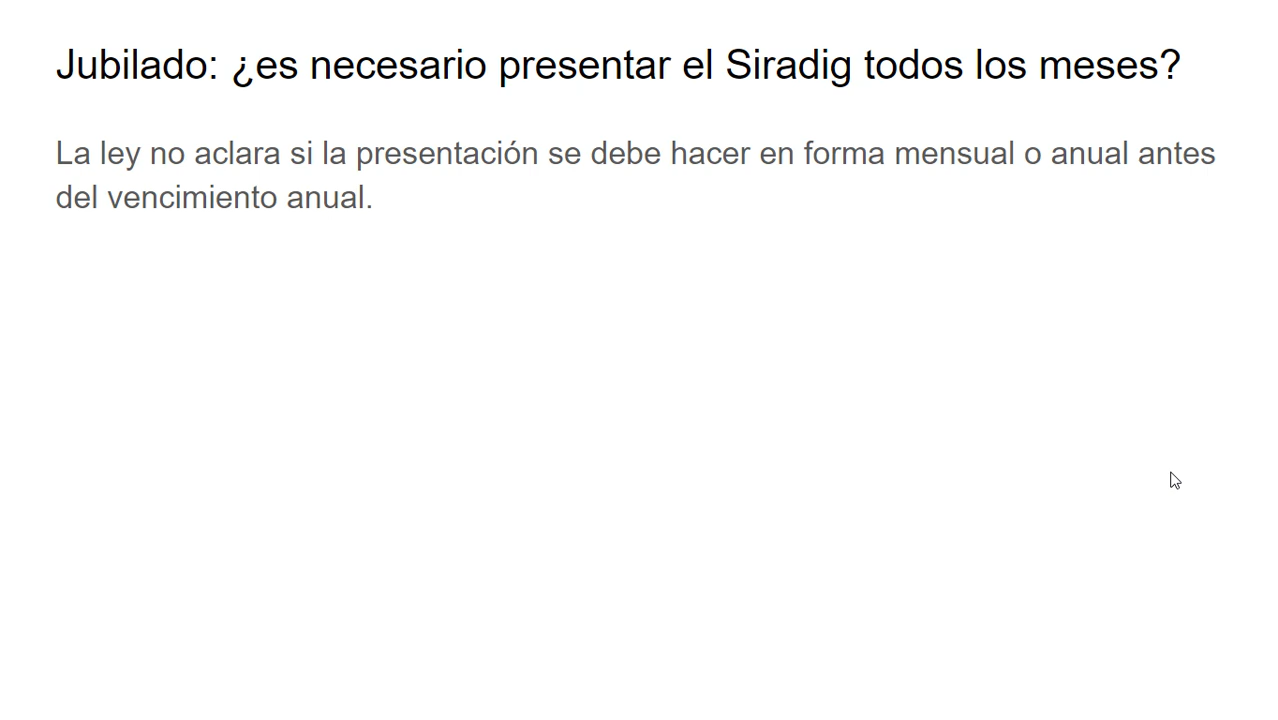 Jubilado: ¿es necesario presentar el Siradig todos los meses?
La ley no aclara si la presentación se debe hacer en forma mensual o anual antes
del vencimiento anual.